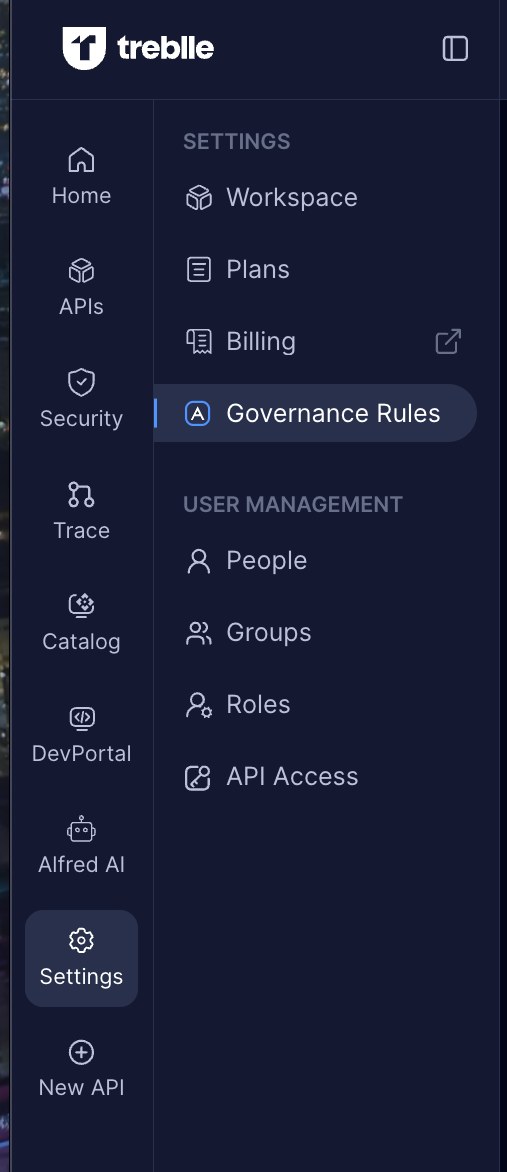 treblle
Home
APIs
Security
Trace
Catalog
DevPortal
Alfred AI
Settings
New API
SETTINGS
Workspace
Plans
Billing
Governance Rules
USER MANAGEMENT
People
Groups
Roles
API Access